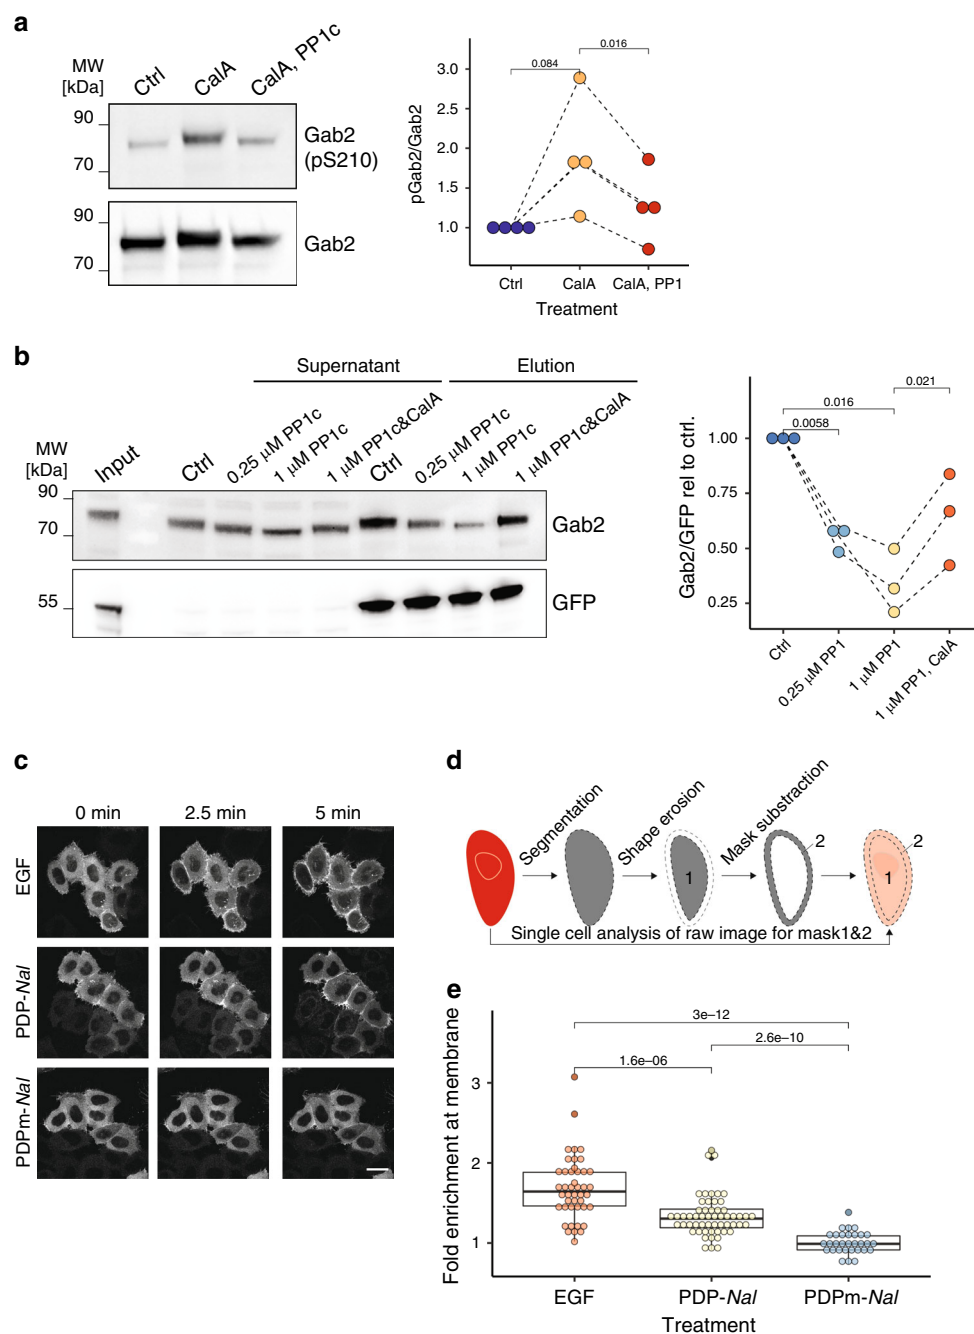 a
MW
[kDa]
Ctrl
CalA
CalA, PP1c
90
70
Gab2
(pS210)
90
70
Gab2
pGab2/Gab2
3.0
2.5
2.0
1.5
1.0
0.084
0.016
Ctrl
CalA
CalA, PP1
Treatment
b
Supernatant
Elution
MW
[kDa]
Input
Ctrl
0.25 µM PP1c
1 µM PP1c
1 µM PP1c&CalA
Ctrl
0.25 µM PP1c
1 µM PP1c
1 µM PP1c&CalA
90
70
Gab2
55
GFP
Gab2/GFP rel to ctrl.
1.00
0.75
0.50
0.25
0.021
0.016
0.0058
Ctrl
0.25 µM PP1
1 µM PP1
1 µM PP1, CalA
c
0 min
2.5 min
5 min
EGF
PDP-Nal
PDPm-Nal
d
Segmentation
Shape erosion
Mask substraction
1
2
1
2
Single cell analysis of raw image for mask1&2
e
Fold enrichment at membrane
3
2
1
3e–12
2.6e–10
1.6e–06
EGF
PDP-Nal
PDPm-Nal
Treatment